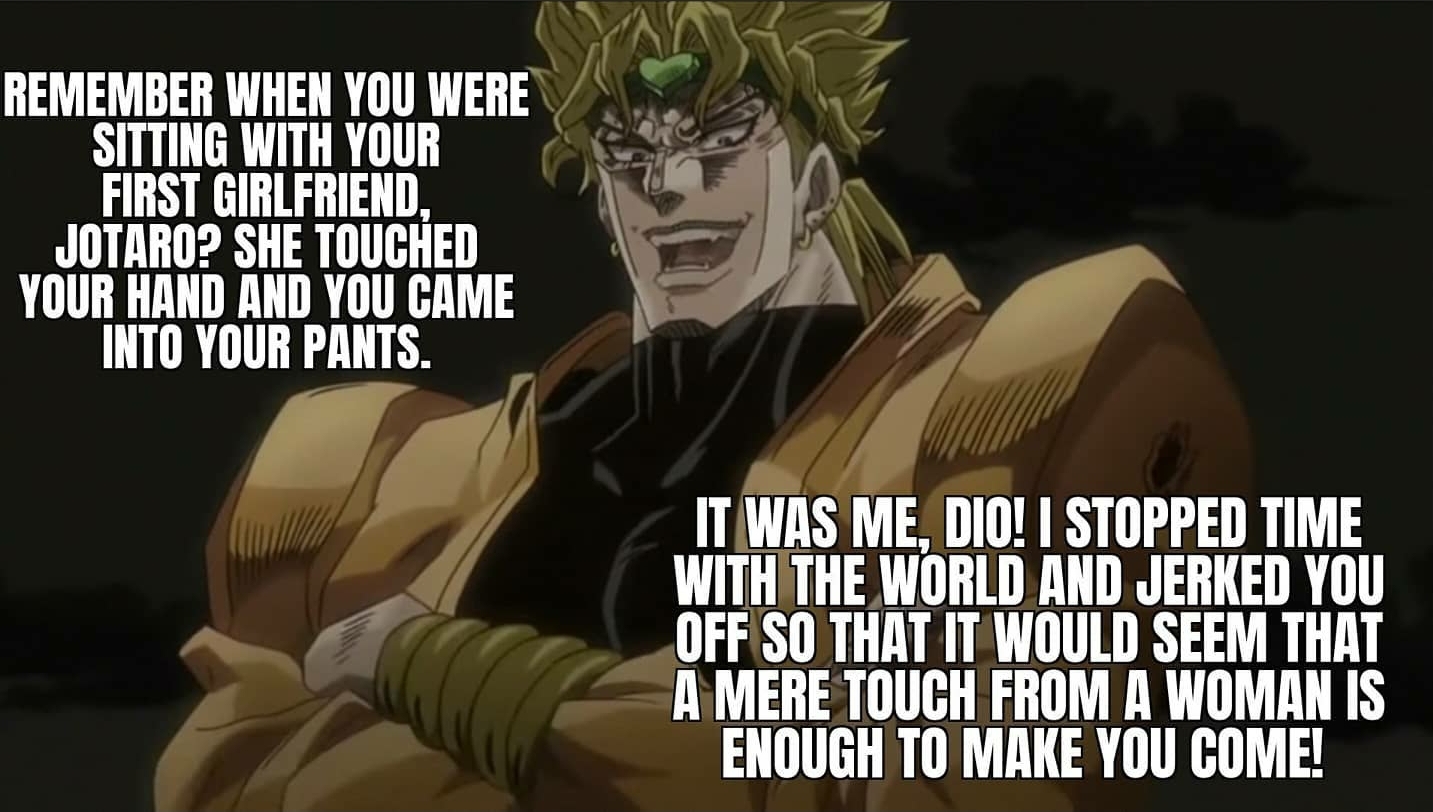 REMEMBER WHEN YOU WERE
SITTING WITH YOUR
FIRST GIRLFRIEND,
JOTARO? SHE TOUCHED
YOUR HAND AND YOU CAME
INTO YOUR PANTS.
IT WAS ME, DIO! I STOPPED TIME
WITH THE WORLD AND JERKED YOU
OFF SO THAT IT WOULD SEEM THAT
A MERE TOUCH FROM A WOMAN IS
ENOUGH TO MAKE YOU COME!